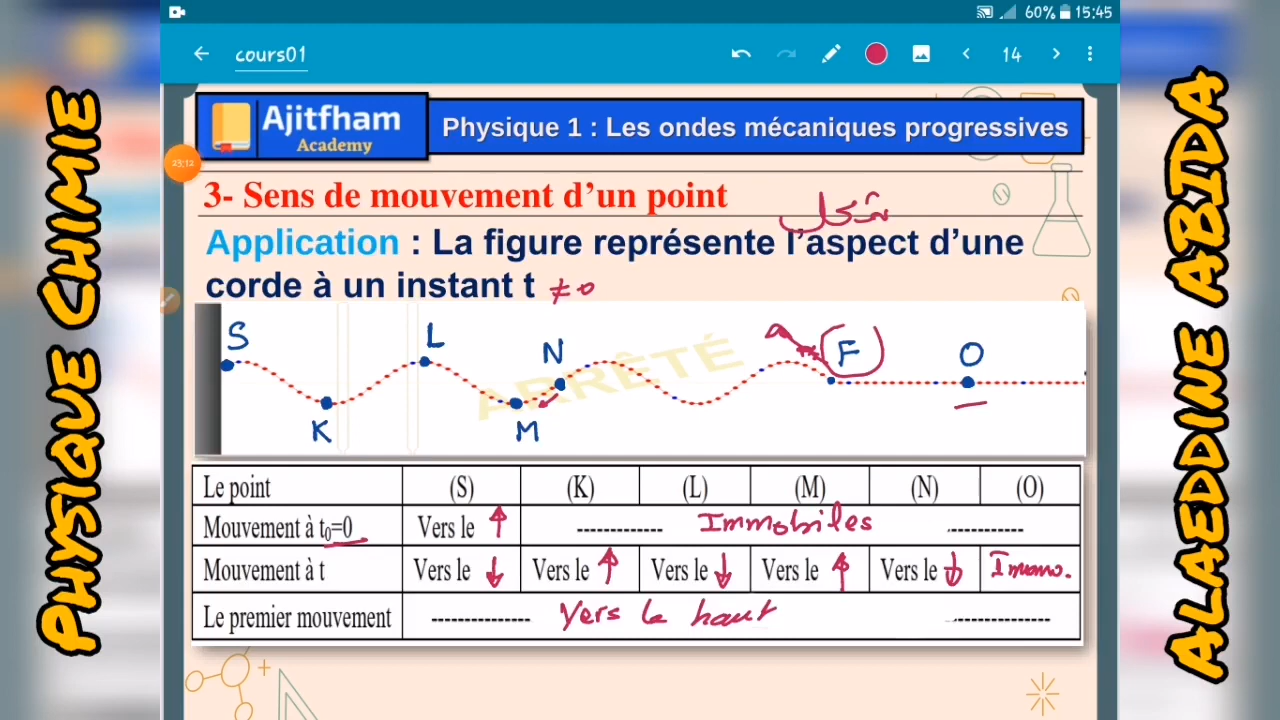 60% 15:45
cours01
14
Ajitfham
Academy
Physique 1 : Les ondes mécaniques progressives
23:12
3- Sens de mouvement d'un point
شكل
Application : La figure représente l'aspect d'une
corde à un instant t ≠0
S L N F O
K M
ARRÊTÉ
Le point (S) (K) (L) (M) (N) (O)
Mouvement à t₀=0 Vers le ↑ ------------- Immobiles -----------
Mouvement à t Vers le ↓ Vers le ↑ Vers le ↓ Vers le ↑ Vers le ↓ Immo.
Le premier mouvement --------------- Vers le haut ---------------
PHYSIQUE CHIMIE
ALAEDDINE ABIDA